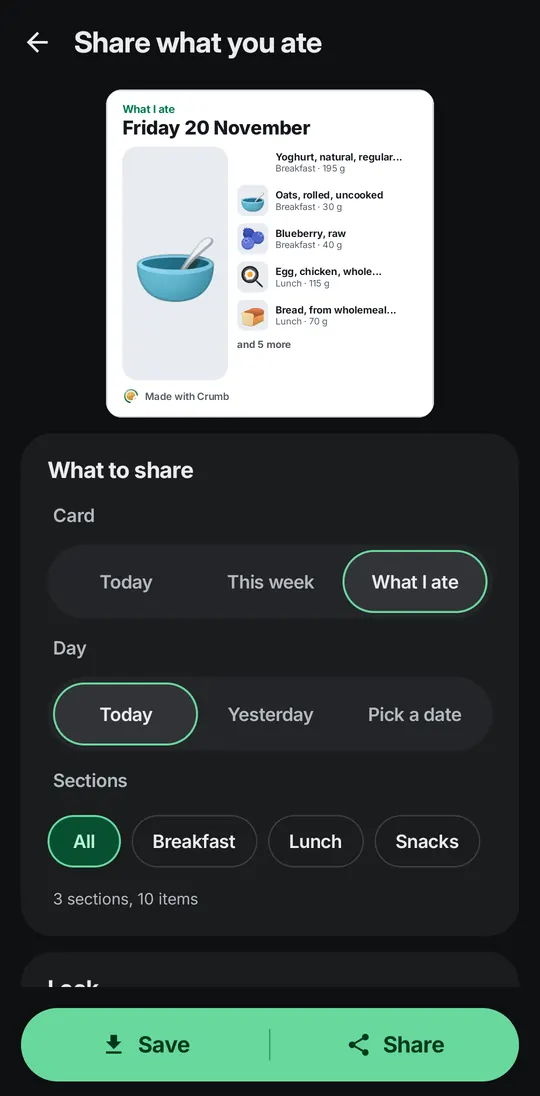 Share what you ate
What I ate
Friday 20 November
Yoghurt, natural, regular...
Breakfast · 195 g
Oats, rolled, uncooked
Breakfast · 30 g
Blueberry, raw
Breakfast · 40 g
Egg, chicken, whole...
Lunch · 115 g
Bread, from wholemeal...
Lunch · 70 g
and 5 more
Made with Crumb
What to share
Card
Today
This week
What I ate
Day
Today
Yesterday
Pick a date
Sections
All
Breakfast
Lunch
Snacks
3 sections, 10 items
Look
Save
Share